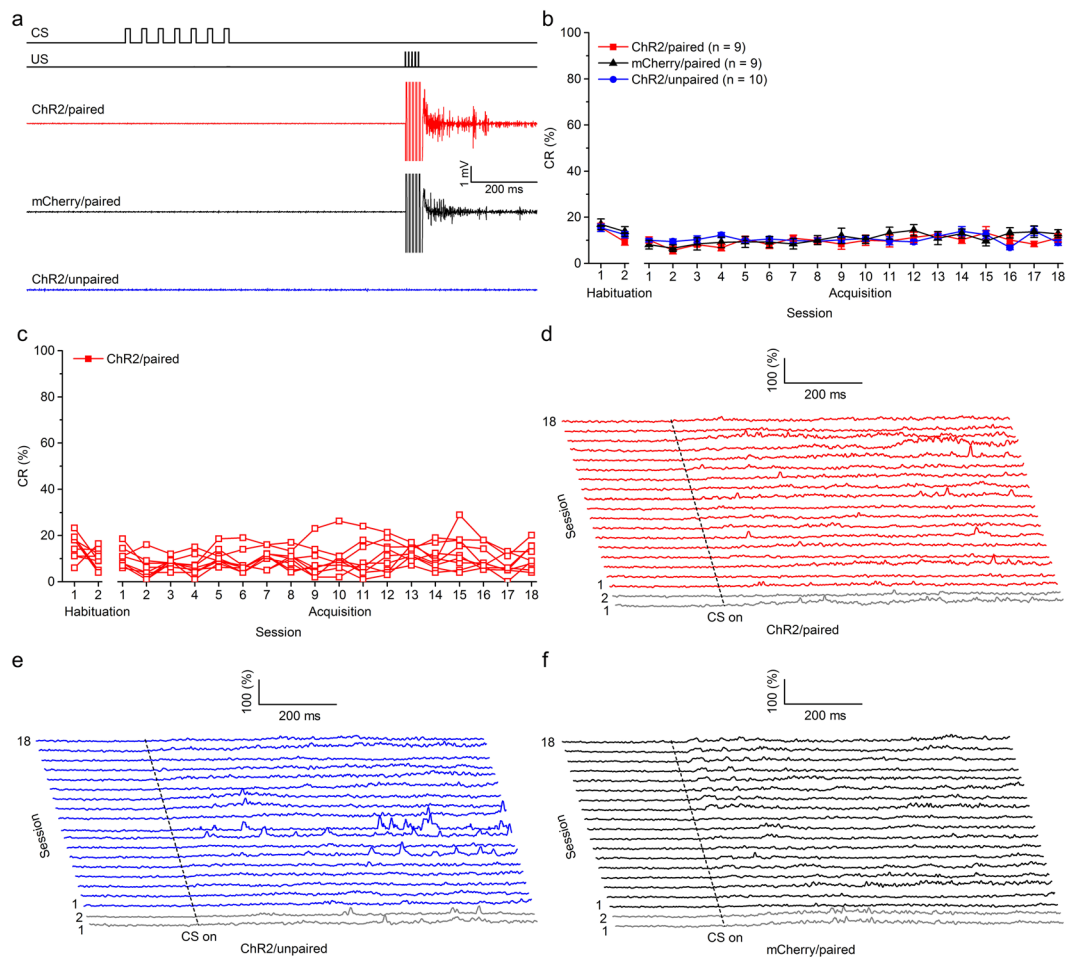 a
CS
US
ChR2/paired
1 mV
200 ms
mCherry/paired
ChR2/unpaired
b
ChR2/paired (n = 9)
mCherry/paired (n = 9)
ChR2/unpaired (n = 10)
CR (%)
100
80
60
40
20
0
1 2 1 2 3 4 5 6 7 8 9 10 11 12 13 14 15 16 17 18
Habituation Acquisition
Session
c
ChR2/paired
CR (%)
100
80
60
40
20
0
1 2 1 2 3 4 5 6 7 8 9 10 11 12 13 14 15 16 17 18
Habituation Acquisition
Session
d
100 (%)
200 ms
18
Session
1
2
1
CS on
ChR2/paired
e
100 (%)
200 ms
18
Session
1
2
1
CS on
ChR2/unpaired
f
100 (%)
200 ms
18
Session
1
2
1
CS on
mCherry/paired